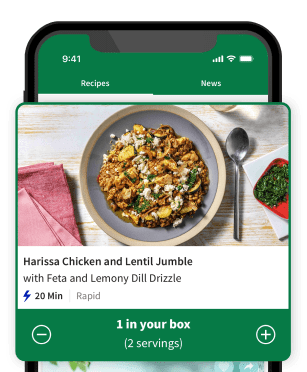 9:41
Recipes News
Harissa Chicken and Lentil Jumble
with Feta and Lemony Dill Drizzle
20 Min | Rapid
1 in your box
(2 servings)